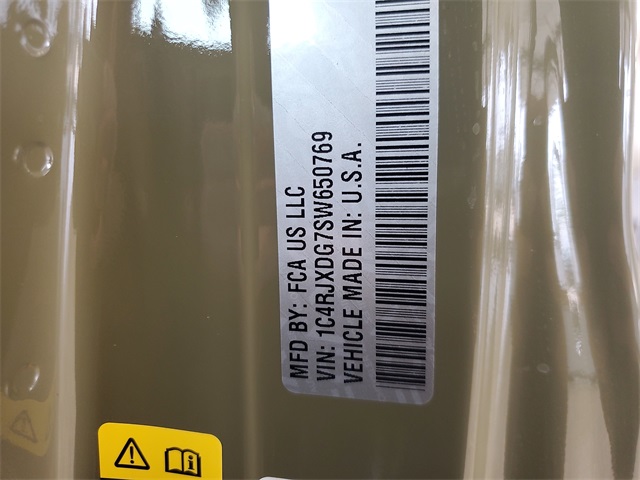 MFD BY: FCA US LLC
VIN: 1C4RJXDG7SW650769
VEHICLE MADE IN: U.S.A.